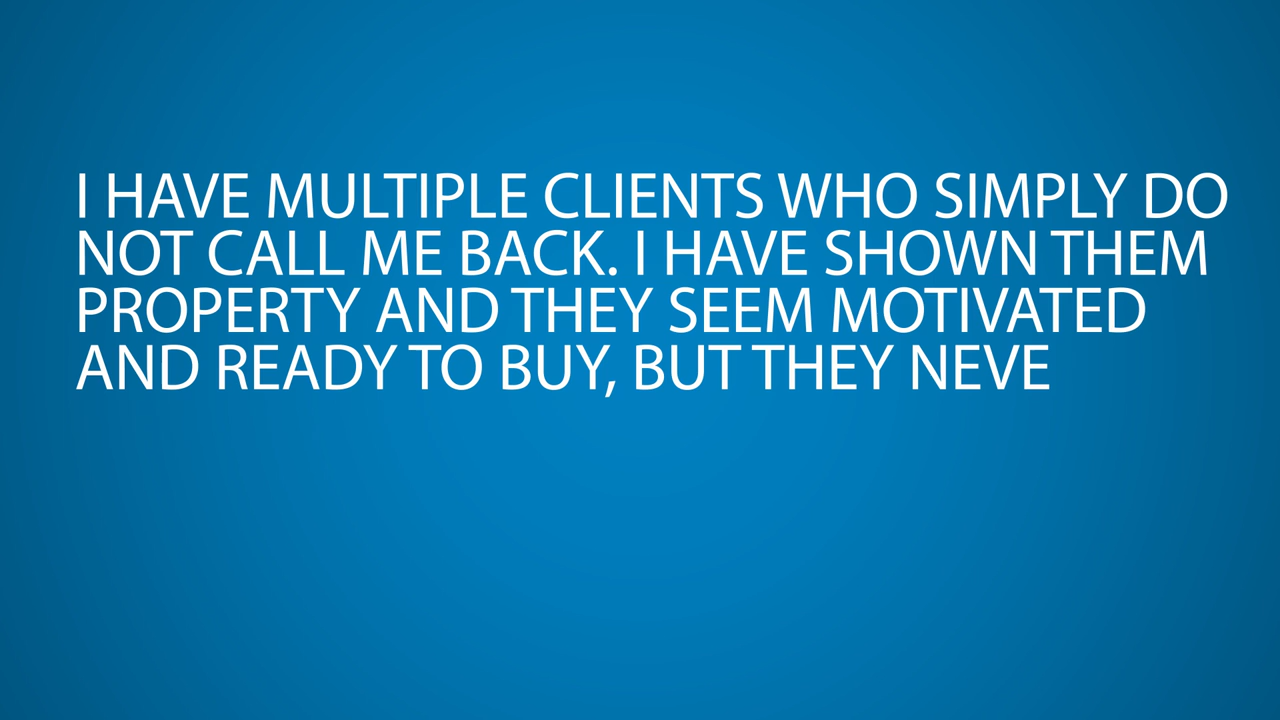 I HAVE MULTIPLE CLIENTS WHO SIMPLY DO
NOT CALL ME BACK. I HAVE SHOWN THEM
PROPERTY AND THEY SEEM MOTIVATED
AND READY TO BUY, BUT THEY NEVE